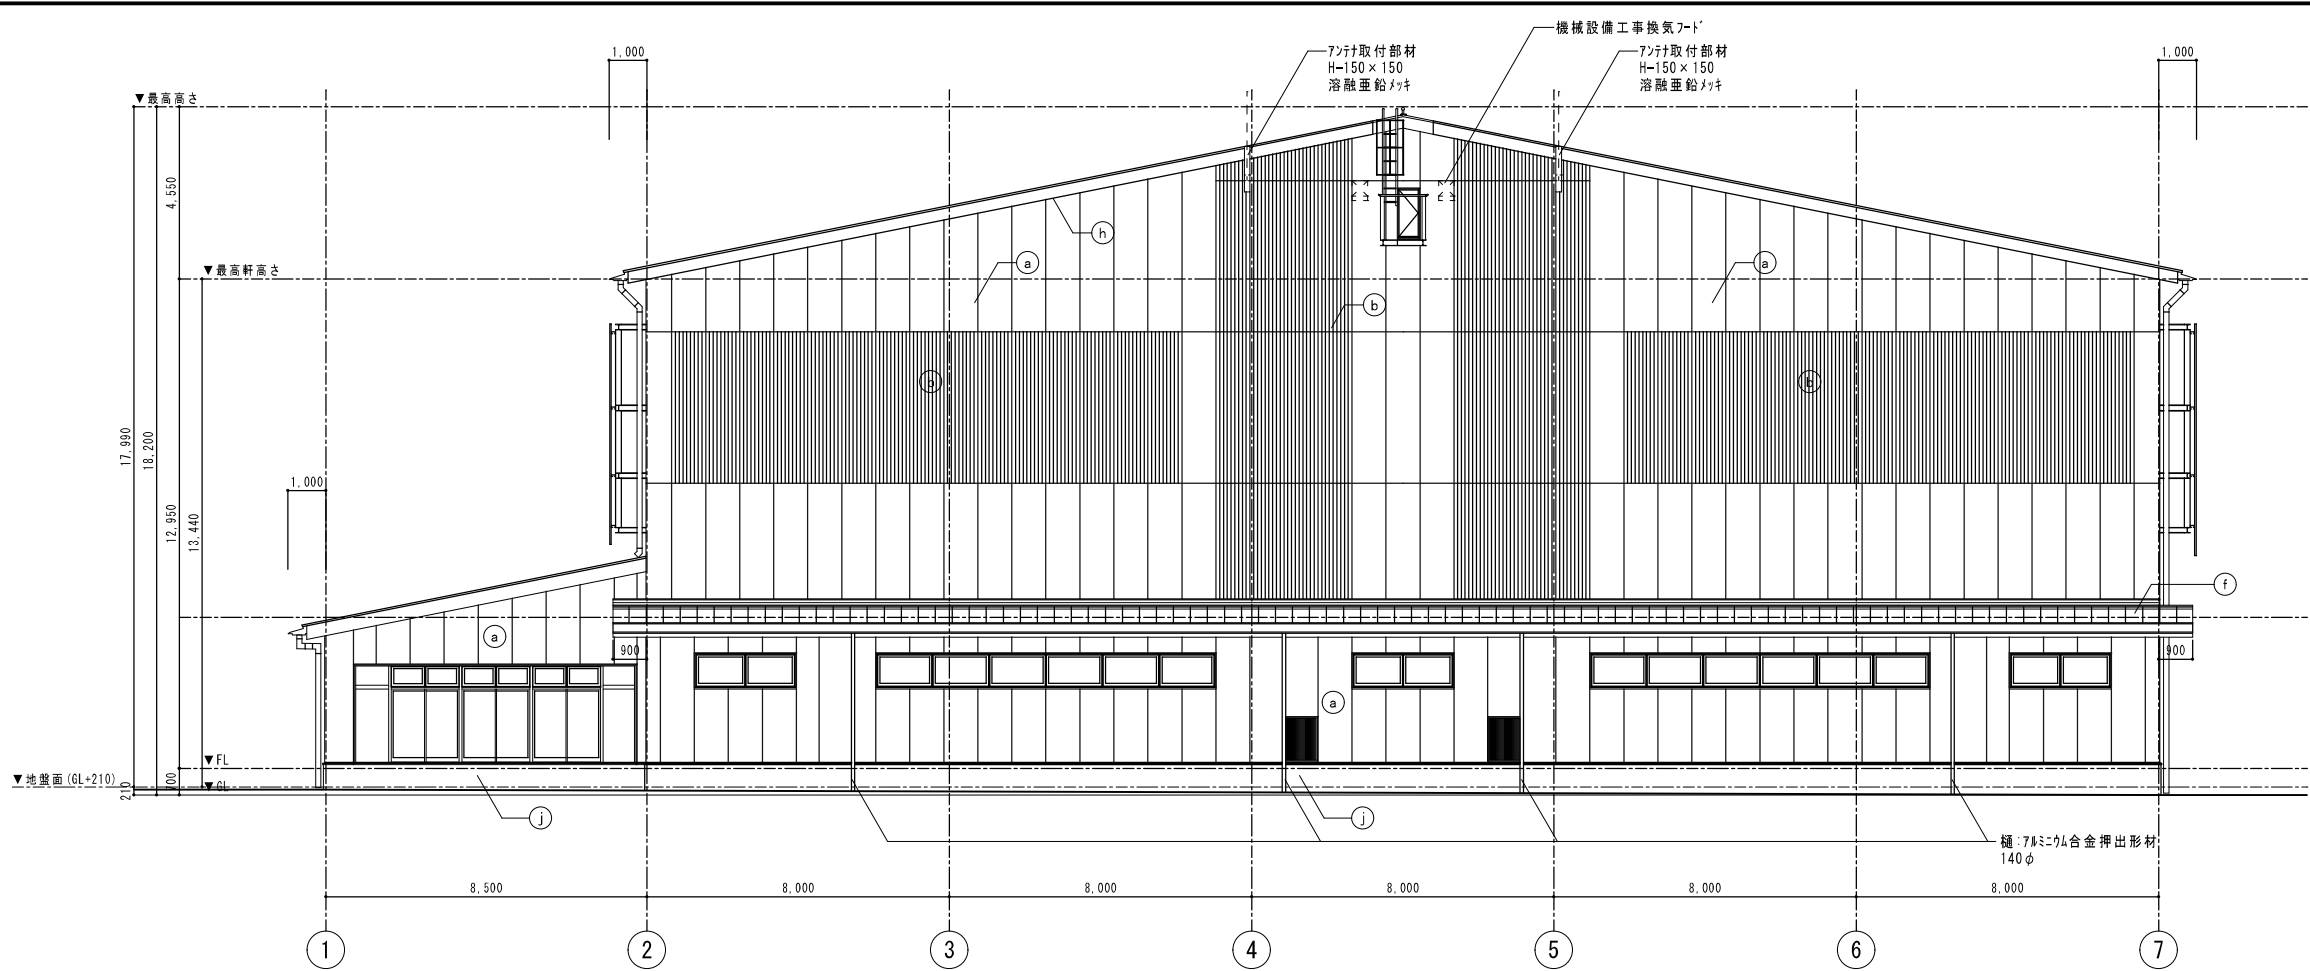 機械設備工事換気ﾌｰﾄﾞ
1,000
ｱﾝﾃﾅ取付部材
H-150×150
溶融亜鉛ﾒｯｷ
ｱﾝﾃﾅ取付部材
H-150×150
溶融亜鉛ﾒｯｷ
1,000
▼最高高さ
4,550
h
▼最高軒高さ
a
a
b
b
b
17,990
18,200
1,000
12,950
13,440
f
a
900
900
a
▼FL
▼地盤面(GL+210)
▼GL
210
700
j
j
樋:ｱﾙﾐﾆｳﾑ合金押出形材
140φ
8,500
8,000
8,000
8,000
8,000
8,000
1
2
3
4
5
6
7